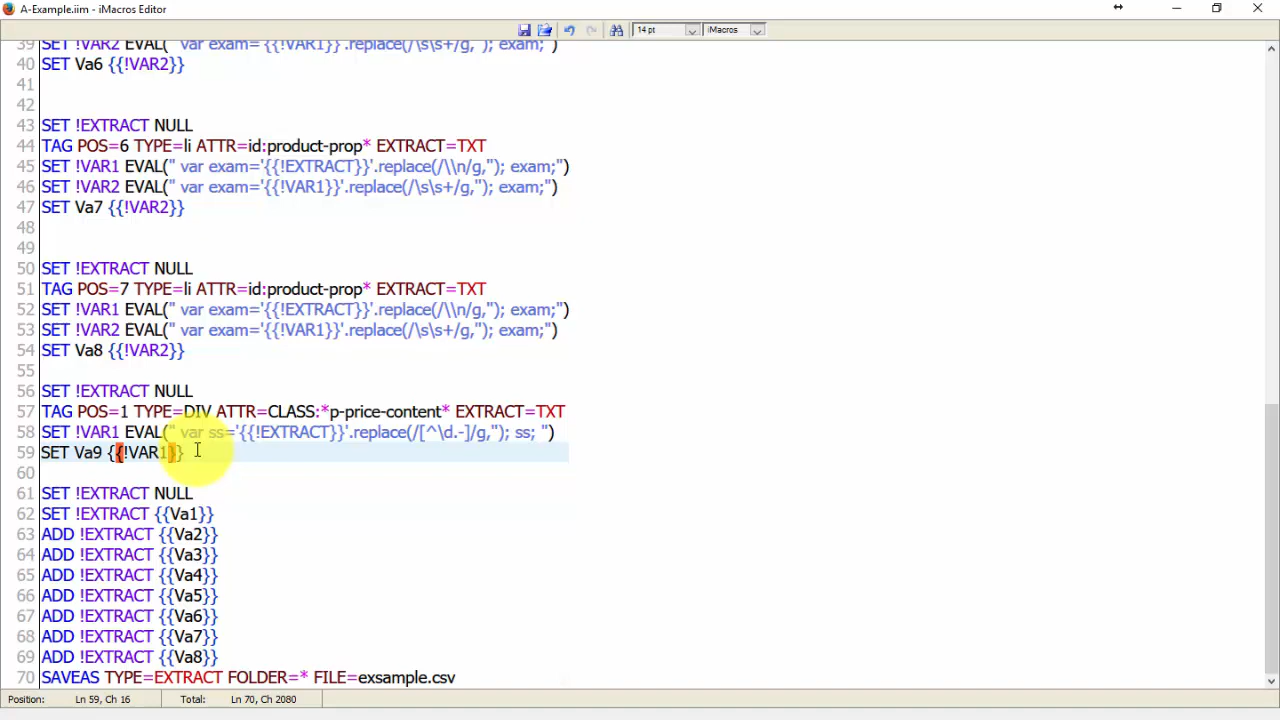 A-Example.iim - iMacros Editor
14 pt
iMacros
39 SET !VAR2 EVAL(" var exam='{{!VAR1}}'.replace(/\s\s+/g,''); exam;")
40 SET Va6 {{!VAR2}}
41
42
43 SET !EXTRACT NULL
44 TAG POS=6 TYPE=li ATTR=id:product-prop* EXTRACT=TXT
45 SET !VAR1 EVAL(" var exam='{{!EXTRACT}}'.replace(/\\n/g,''); exam;")
46 SET !VAR2 EVAL(" var exam='{{!VAR1}}'.replace(/\s\s+/g,''); exam;")
47 SET Va7 {{!VAR2}}
48
49
50 SET !EXTRACT NULL
51 TAG POS=7 TYPE=li ATTR=id:product-prop* EXTRACT=TXT
52 SET !VAR1 EVAL(" var exam='{{!EXTRACT}}'.replace(/\\n/g,''); exam;")
53 SET !VAR2 EVAL(" var exam='{{!VAR1}}'.replace(/\s\s+/g,''); exam;")
54 SET Va8 {{!VAR2}}
55
56 SET !EXTRACT NULL
57 TAG POS=1 TYPE=DIV ATTR=CLASS:*p-price-content* EXTRACT=TXT
58 SET !VAR1 EVAL(" var ss='{{!EXTRACT}}'.replace(/[^\d.-]/g,''); ss; ")
59 SET Va9 {{!VAR1}}
60
61 SET !EXTRACT NULL
62 SET !EXTRACT {{Va1}}
63 ADD !EXTRACT {{Va2}}
64 ADD !EXTRACT {{Va3}}
65 ADD !EXTRACT {{Va4}}
66 ADD !EXTRACT {{Va5}}
67 ADD !EXTRACT {{Va6}}
68 ADD !EXTRACT {{Va7}}
69 ADD !EXTRACT {{Va8}}
70 SAVEAS TYPE=EXTRACT FOLDER=* FILE=exsample.csv
Position: Ln 59, Ch 16 Total: Ln 70, Ch 2080